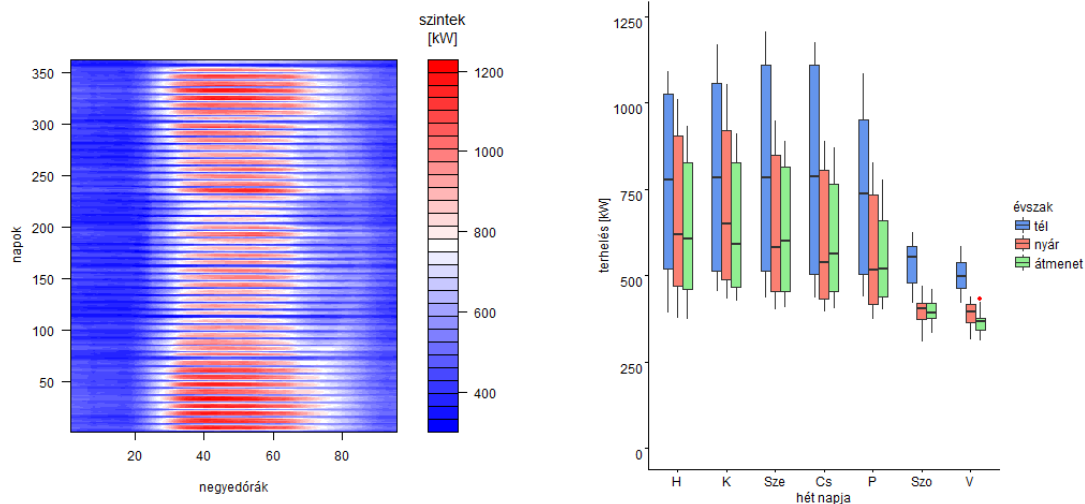 szintek
[kW]
350
300
250
200
150
100
50
napok
20
40
60
80
negyedórák
1200
1000
800
600
400
1250
1000
750
500
250
0
terhelés [kW]
H K Sze Cs P Szo V
hét napja
évszak
tél
nyár
átmenet